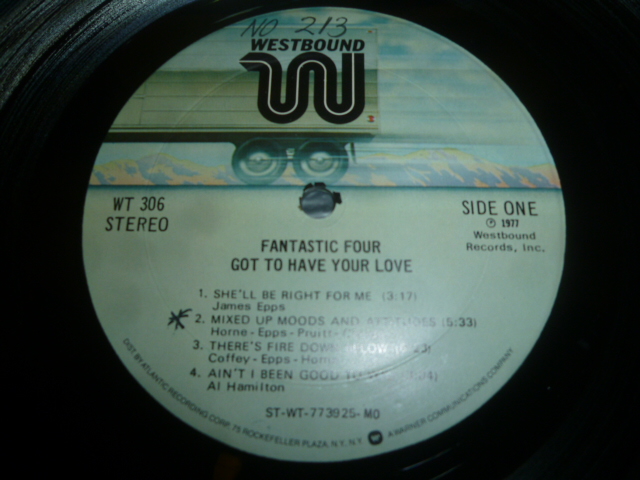 NO 213
WESTBOUND
W
WT 306
STEREO
SIDE ONE
℗ 1977
Westbound
Records, Inc.
FANTASTIC FOUR
GOT TO HAVE YOUR LOVE
1. SHE'LL BE RIGHT FOR ME (3:17)
James Epps
* 2. MIXED UP MOODS AND (5:33)
Horne - Epps - Pruitt -
3. THERE'S FIRE DOWN
Coffey - Epps -
4. AIN'T I BEEN GOOD
Al Hamilton
ST-WT-773925-MO
DIST. BY ATLANTIC RECORDING CORP. 75 ROCKEFELLER PLAZA, N.Y., N.Y. A WARNER COMMUNICATIONS COMPANY